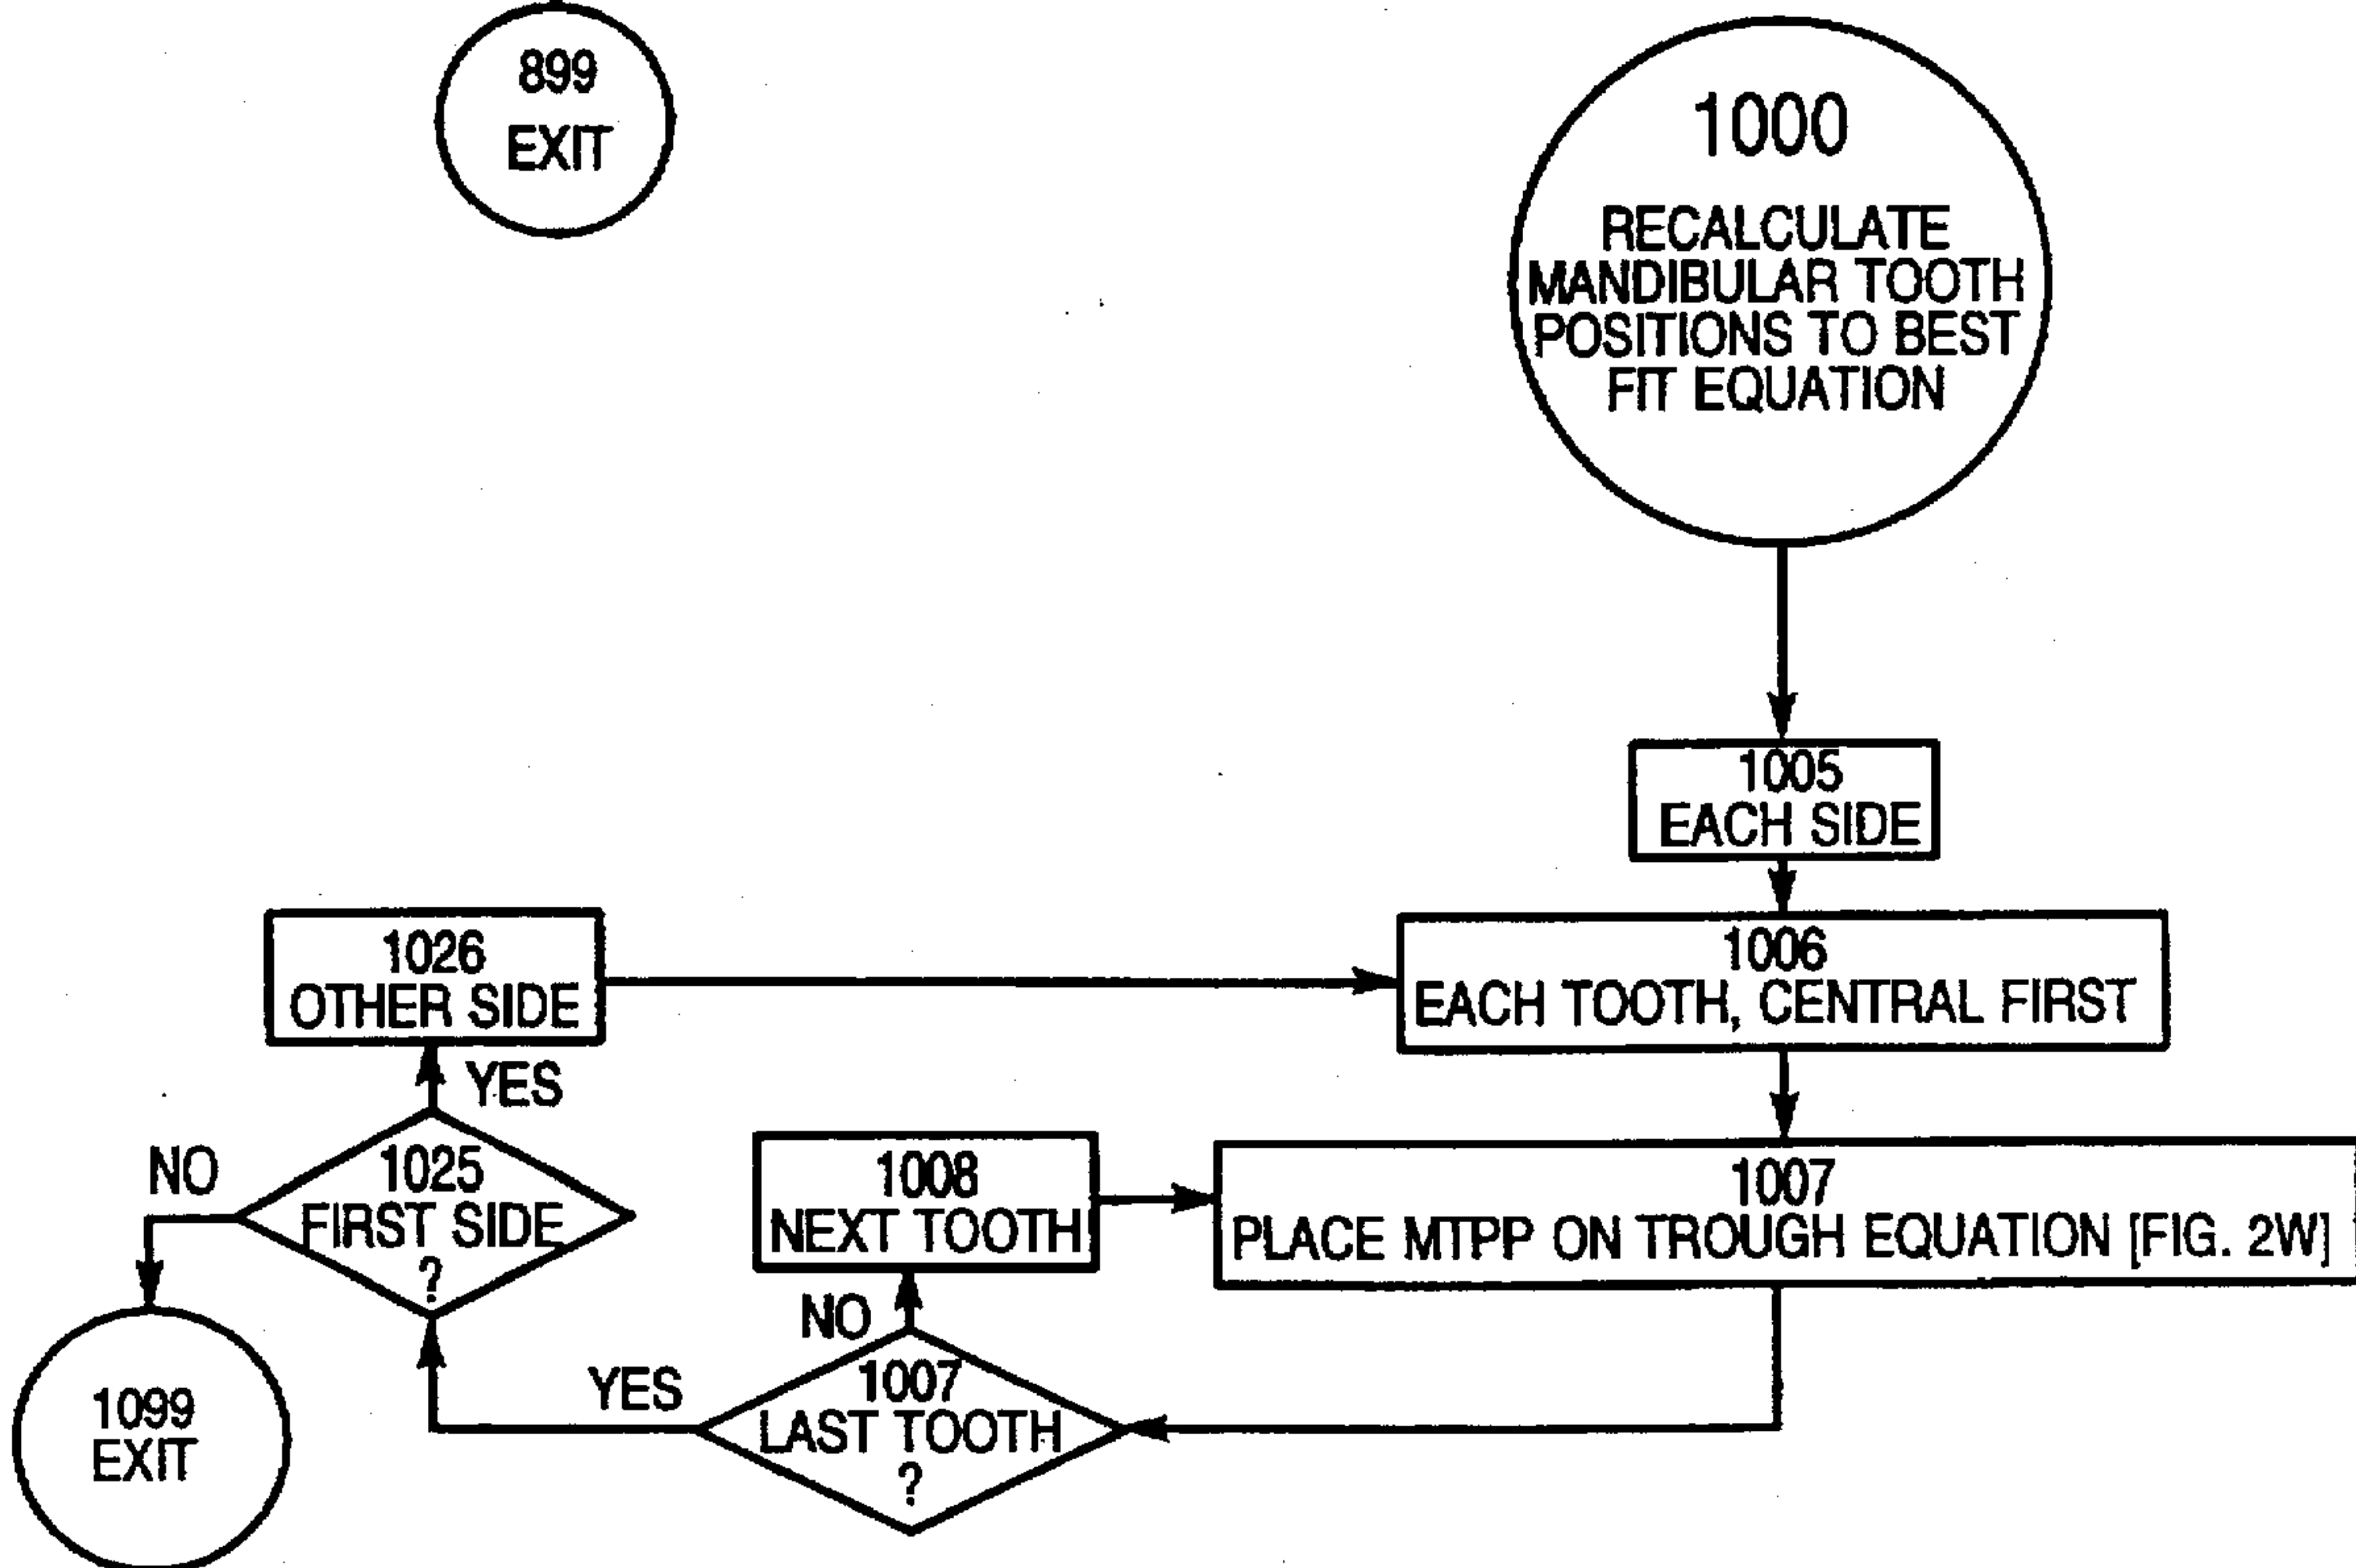 899
EXIT
1000
RECALCULATE
MANDIBULAR TOOTH
POSITIONS TO BEST
FIT EQUATION
1005
EACH SIDE
1026
OTHER SIDE
1006
EACH TOOTH, CENTRAL FIRST
YES
NO
1025
FIRST SIDE
?
1008
NEXT TOOTH
1007
PLACE MTPP ON TROUGH EQUATION [FIG. 2W]
NO
YES
1007
LAST TOOTH
?
1099
EXIT